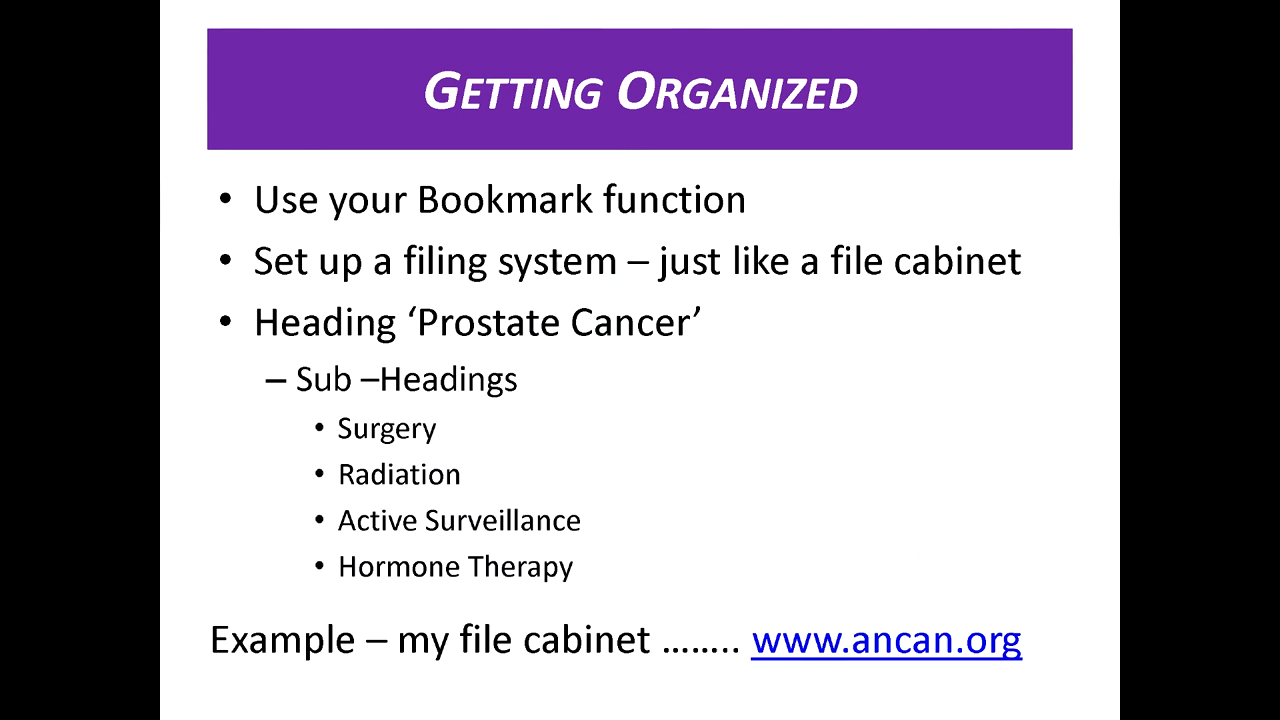 GETTING ORGANIZED
• Use your Bookmark function
• Set up a filing system – just like a file cabinet
• Heading ‘Prostate Cancer’
– Sub –Headings
• Surgery
• Radiation
• Active Surveillance
• Hormone Therapy
Example – my file cabinet …….. www.ancan.org